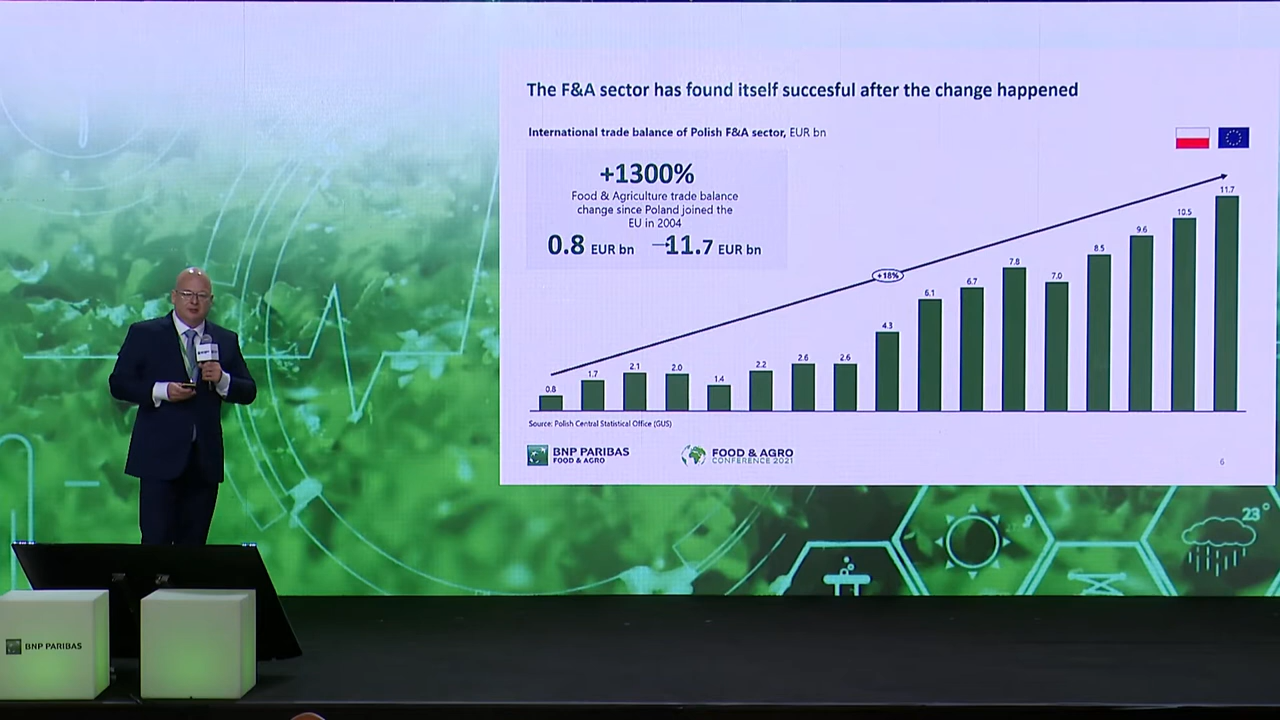 The F&A sector has found itself succesful after the change happened
International trade balance of Polish F&A sector, EUR bn
+1300%
Food & Agriculture trade balance
change since Poland joined the
EU in 2004
0.8 EUR bn → 11.7 EUR bn
+18%
0.8
1.7
2.1
2.0
1.4
2.2
2.6
2.6
4.3
6.1
6.7
7.8
7.0
8.5
9.6
10.5
11.7
Source: Polish Central Statistical Office (GUS)
BNP PARIBAS
FOOD & AGRO
FOOD & AGRO
CONFERENCE 2021
6
23°
BNP PARIBAS